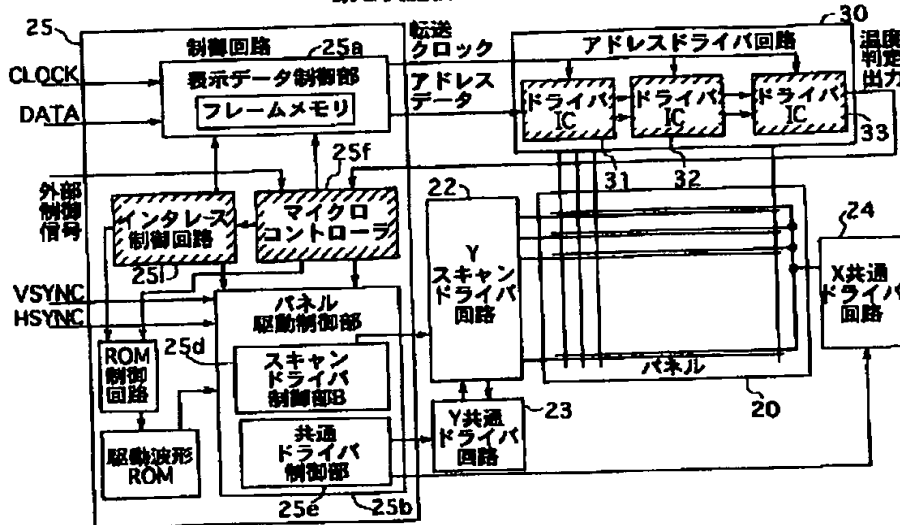 25
制御回路
25a
CLOCK
DATA
表示データ制御部
フレームメモリ
転送
クロック
アドレス
データ
30
アドレスドライバ回路
ドライバ
IC
ドライバ
IC
ドライバ
IC
31
32
33
温度
判定
出力
外部
制御
信号
25f
インタレース
制御回路
25i
マイクロ
コントローラ
VSYNC
HSYNC
パネル
駆動制御部
25d
スキャン
ドライバ
制御部B
共通
ドライバ
制御部
25e
25b
ROM
制御
回路
駆動波形
ROM
22
Y
スキャン
ドライバ
回路
Y共通
ドライバ
回路
23
パネル
20
24
X共通
ドライバ
回路